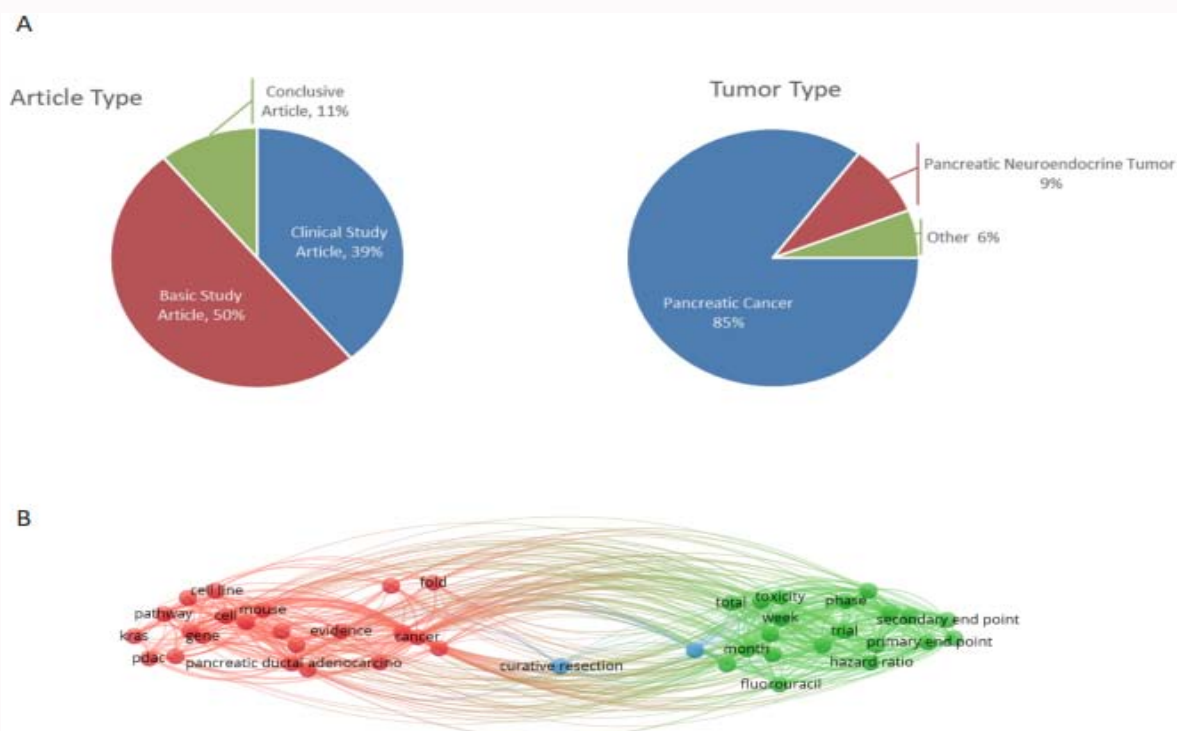 A
Article Type
Conclusive
Article, 11%
Clinical Study
Article, 39%
Basic Study
Article, 50%
Tumor Type
Pancreatic Neuroendocrine Tumor
9%
Other 6%
Pancreatic Cancer
85%
B
cell line
fold
pathway
cell
mouse
kras
gene
evidence
cancer
pdac
pancreatic ductal adenocarcino
curative resection
total
toxicity
phase
week
secondary end point
trial
primary end point
month
hazard ratio
fluorouracil